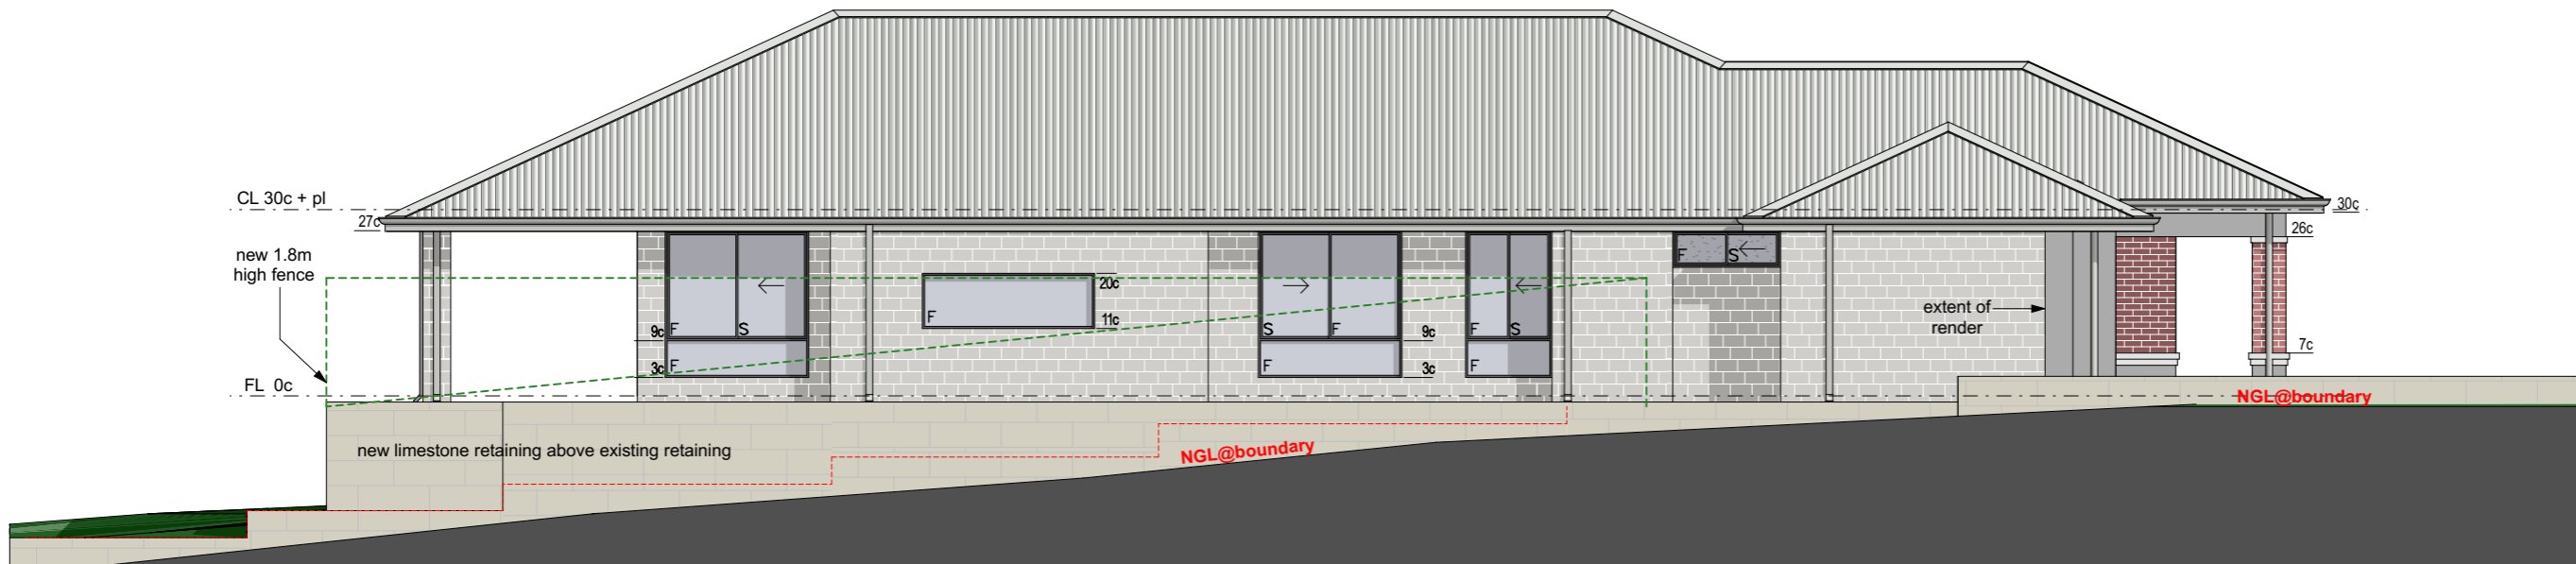 CL 30c + pl
27c
30c
26c
new 1.8m
high fence
F
S
9c
F
3c
20c
F
11c
S
F
9c
F
3c
F
S
F
F
S
extent of
render
7c
FL 0c
NGL@boundary
new limestone retaining above existing retaining
NGL@boundary